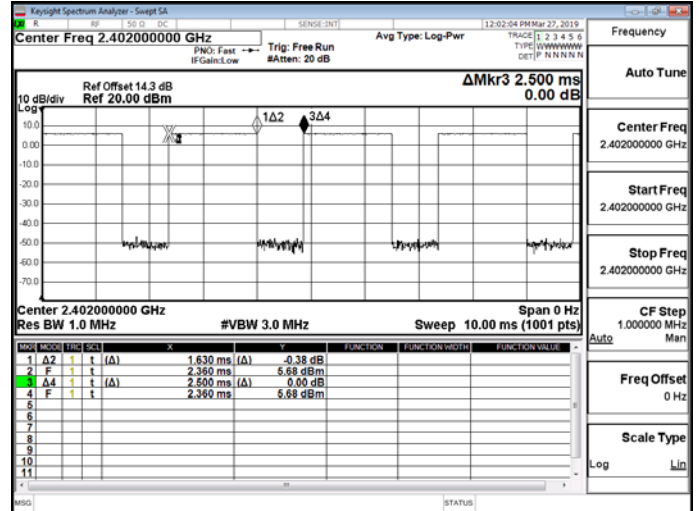 Keysight Spectrum Analyzer - Swept SA
R RF 50 Ω DC SENSE:INT 12:02:04 PM Mar 27, 2019
Center Freq 2.402000000 GHz
PNO: Fast
IFGain:Low
Trig: Free Run
#Atten: 20 dB
Avg Type: Log-Pwr
TRACE 1 2 3 4 5 6
TYPE WWWWWWW
DET P N N N N N
ΔMkr3 2.500 ms
0.00 dB
Ref Offset 14.3 dB
10 dB/div Ref 20.00 dBm
Log
10.0
0.00
-10.0
-20.0
-30.0
-40.0
-50.0
-60.0
-70.0
1Δ2
3Δ4
Center 2.402000000 GHz Span 0 Hz
Res BW 1.0 MHz #VBW 3.0 MHz Sweep 10.00 ms (1001 pts)
MKR MODE TRC SCL X Y FUNCTION FUNCTION WIDTH FUNCTION VALUE
1 Δ2 1 t (Δ) 1.630 ms (Δ) -0.38 dB
2 F 1 t 2.360 ms 5.68 dBm
3 Δ4 1 t (Δ) 2.500 ms (Δ) 0.00 dB
4 F 1 t 2.360 ms 5.68 dBm
5
6
7
8
9
10
11
MSG STATUS
Frequency
Auto Tune
Center Freq
2.402000000 GHz
Start Freq
2.402000000 GHz
Stop Freq
2.402000000 GHz
CF Step
1.000000 MHz
Auto Man
Freq Offset
0 Hz
Scale Type
Log Lin